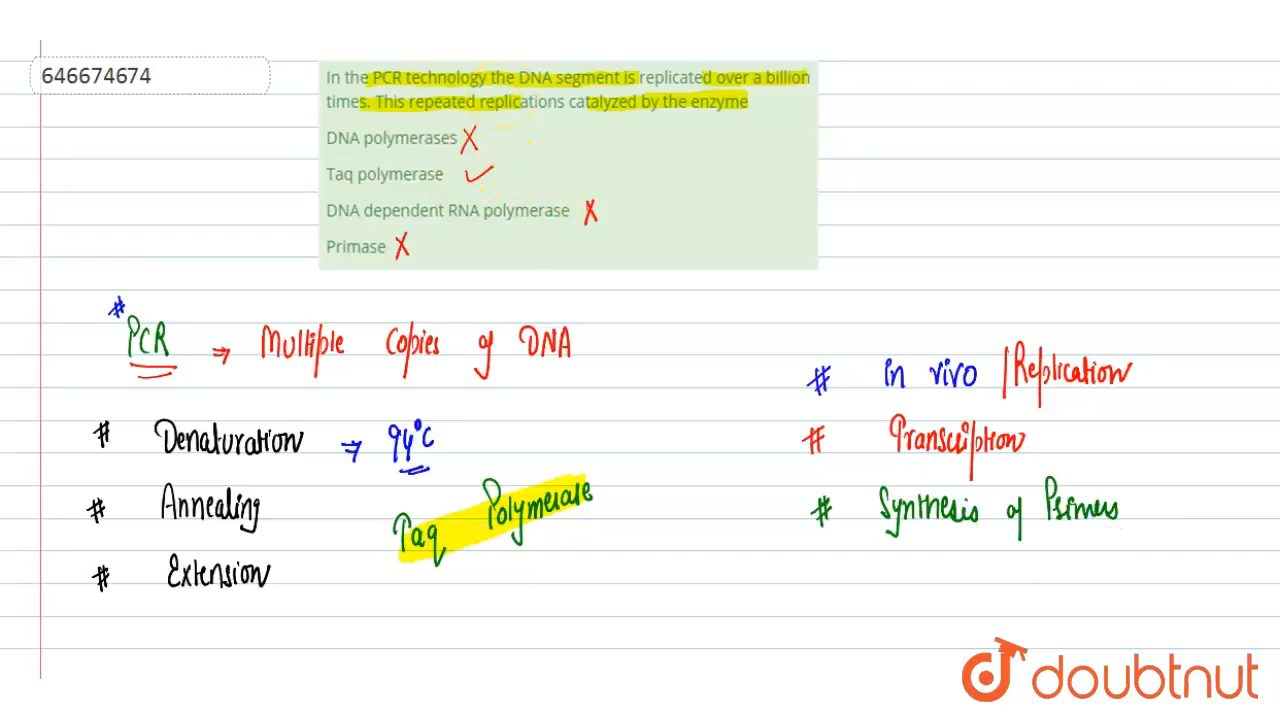 646674674
In the PCR technology the DNA segment is replicated over a billion
times. This repeated replications catalyzed by the enzyme
DNA polymerases X
Taq polymerase ✓
DNA dependent RNA polymerase X
Primase X
# PCR ⇒ Multiple Copies of DNA
# Denaturation ⇒ 94°C
# Annealing
Taq Polymerase
# Extension
# in vivo / Replication
# Transcription
# Synthesis of Primers
doubtnut